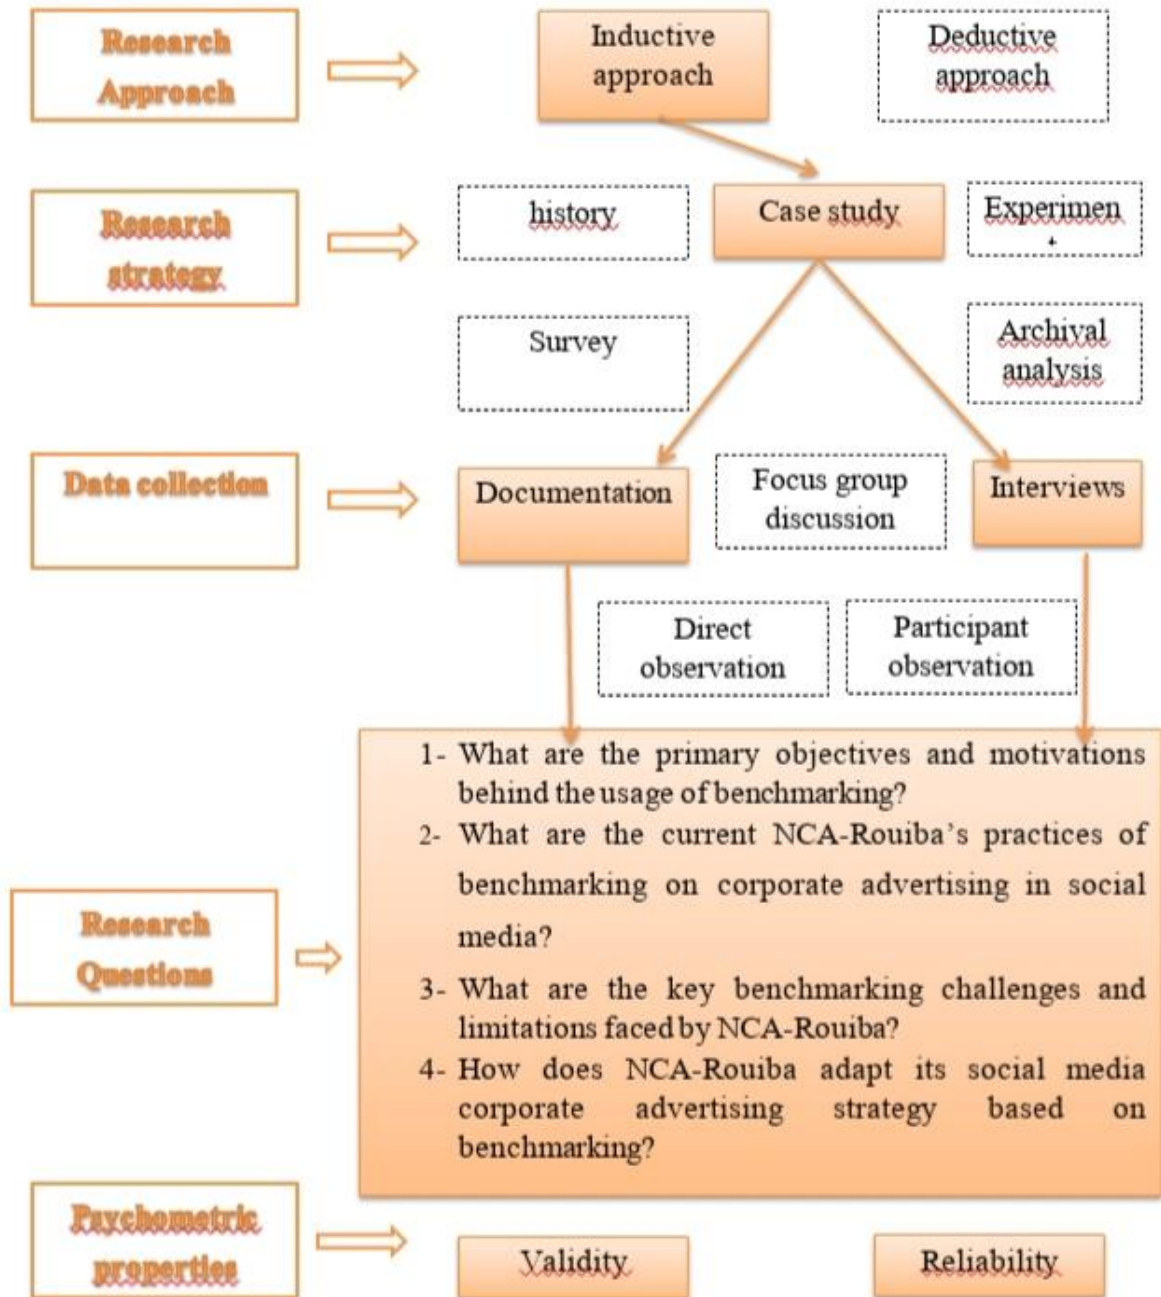 Research
Approach
Inductive
approach
Deductive
approach
Research
strategy
history
Case study
Experimen
Survey
Archival
analysis
Data collection
Documentation
Focus group
discussion
Interviews
Direct
observation
Participant
observation
Research
Questions
1- What are the primary objectives and motivations
behind the usage of benchmarking?
2- What are the current NCA-Rouiba’s practices of
benchmarking on corporate advertising in social
media?
3- What are the key benchmarking challenges and
limitations faced by NCA-Rouiba?
4- How does NCA-Rouiba adapt its social media
corporate advertising strategy based on
benchmarking?
Psychometric
properties
Validity
Reliability